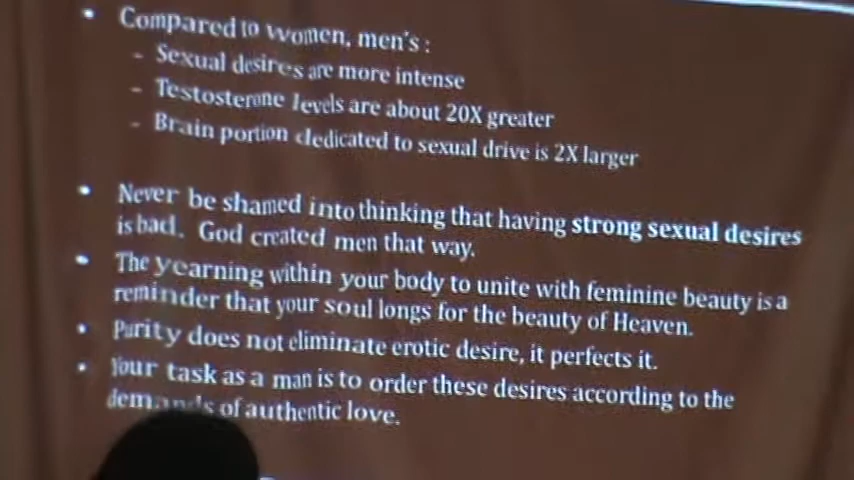 • Compared to women, men's :
- Sexual desires are more intense
- Testosterone levels are about 20X greater
- Brain portion dedicated to sexual drive is 2X larger
• Never be shamed into thinking that having strong sexual desires
is bad. God created men that way.
• The yearning within your body to unite with feminine beauty is a
reminder that your soul longs for the beauty of Heaven.
• Purity does not eliminate erotic desire, it perfects it.
• Your task as a man is to order these desires according to the
demands of authentic love.